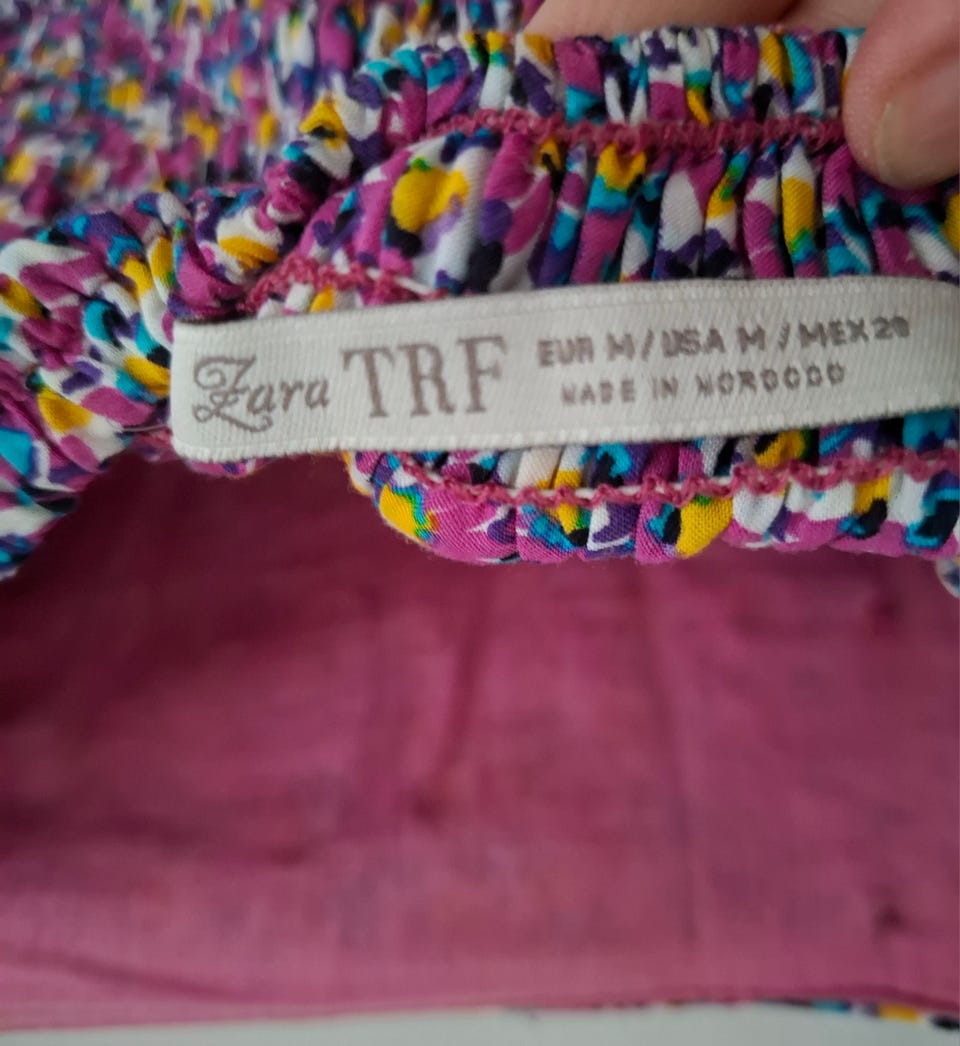 Zara TRF EUR M / USA M / MEX 28
MADE IN MOROCCO